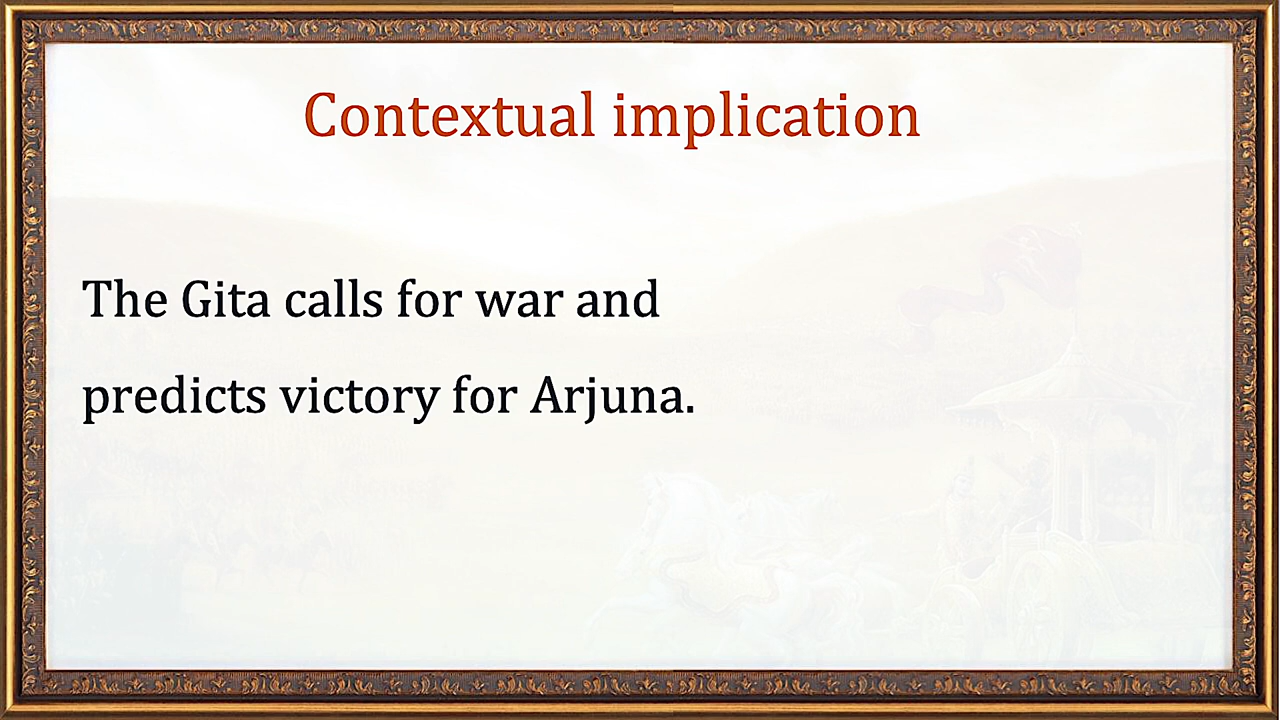 Contextual implication
The Gita calls for war and
predicts victory for Arjuna.